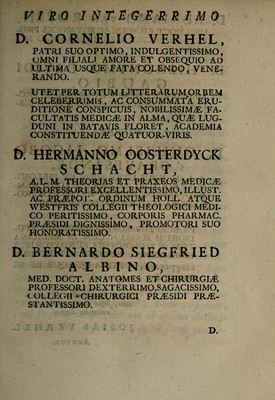 VIRO INTEGERRIMO
D. CORNELIO VERHEL,
PATRI SUO OPTIMO, INDULGENTISSIMO,
OMNI FILIALI AMORE ET OBSEQUIO AD
ULTIMA USQUE FATA COLENDO, VENE-
RANDO.
UT ET PER TOTUM LITTERARUM ORBEM
CELEBERRIMIS, AC CONSUMMATA ERU-
DITIONE CONSPICUIS, NOBILISSIMÆ FA-
CULTATIS MEDICÆ IN ALMA, QUÆ LUG-
DUNI IN BATAVIS FLORET, ACADEMIA
CONSTITUENDÆ QUATUOR-VIRIS.
D. HERMANNO OOSTERDYCK
SCHACHT,
A.L.M. THEORIAS ET PRAXEOS MEDICÆ
PROFESSORI EXCELLENTISSIMO, ILLUST.
AC PRÆPOT. ORDINUM HOLL. ATQUE
WESTFRIS COLLEGII THEOLOGICI MEDI-
CO PERITISSIMO, CORPORIS PHARMAC.
PRÆSIDI DIGNISSIMO, PROMOTORI SUO
HONORATISSIMO.
D. BERNARDO SIEGFRIED
ALBINO,
MED. DOCT. ANATOMES ET CHIRURGIÆ
PROFESSORI DEXTERRIMO, SAGACISSIMO,
COLLEGII CHIRURGICI PRÆSIDI PRÆ-
STANTISSIMO.
D.